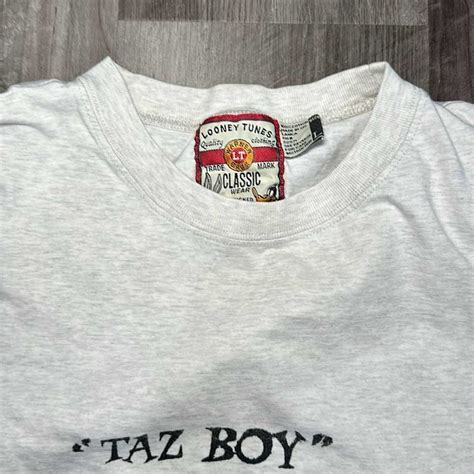 LOONEY TUNES
Quality clothing
LT
TRADE MARK
CLASSIC
WEAR
L
"TAZ BOY"